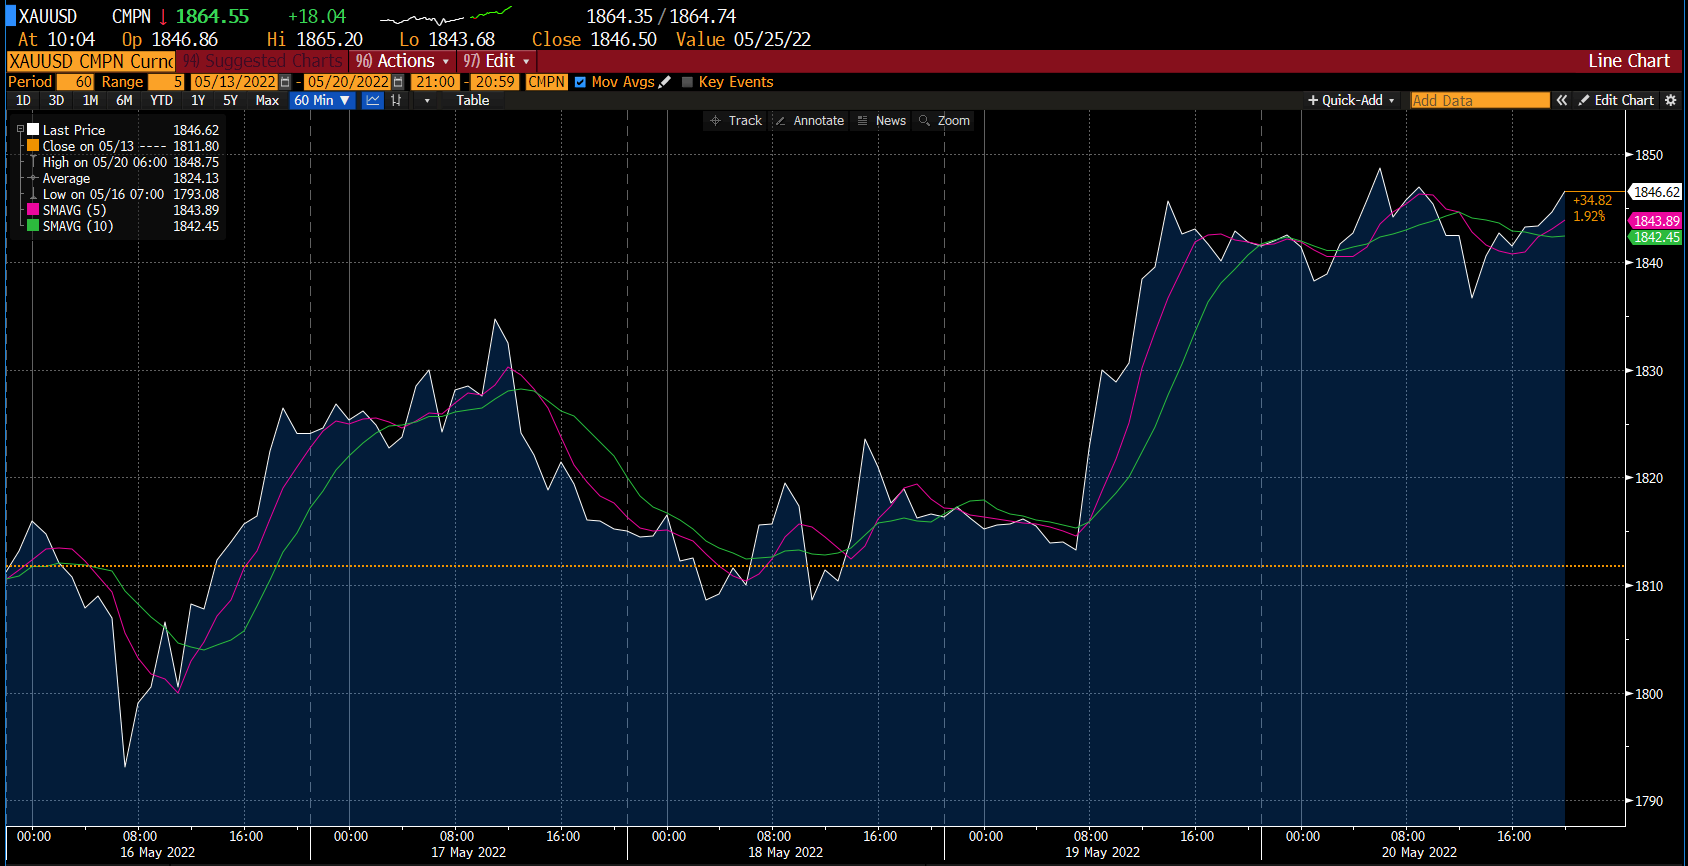 XAUUSD CMPN ↓ 1864.55 +18.04 1864.35 / 1864.74
At 10:04 Op 1846.86 Hi 1865.20 Lo 1843.68 Close 1846.50 Value 05/25/22
XAUUSD CMPN Curnc 94) Suggested Charts 96) Actions 97) Edit Line Chart
Period 60 Range 5 05/13/2022 - 05/20/2022 21:00 - 20:59 CMPN Mov Avgs Key Events
1D 3D 1M 6M YTD 1Y 5Y Max 60 Min ▼ Table + Quick-Add Add Data « Edit Chart
Track Annotate News Zoom
Last Price 1846.62
Close on 05/13 ---- 1811.80
High on 05/20 06:00 1848.75
Average 1824.13
Low on 05/16 07:00 1793.08
SMAVG (5) 1843.89
SMAVG (10) 1842.45
1850
1846.62
+34.82
1.92%
1843.89
1842.45
1840
1830
1820
1810
1800
1790
00:00 08:00 16:00 00:00 08:00 16:00 00:00 08:00 16:00 00:00 08:00 16:00 00:00 08:00 16:00
16 May 2022 17 May 2022 18 May 2022 19 May 2022 20 May 2022